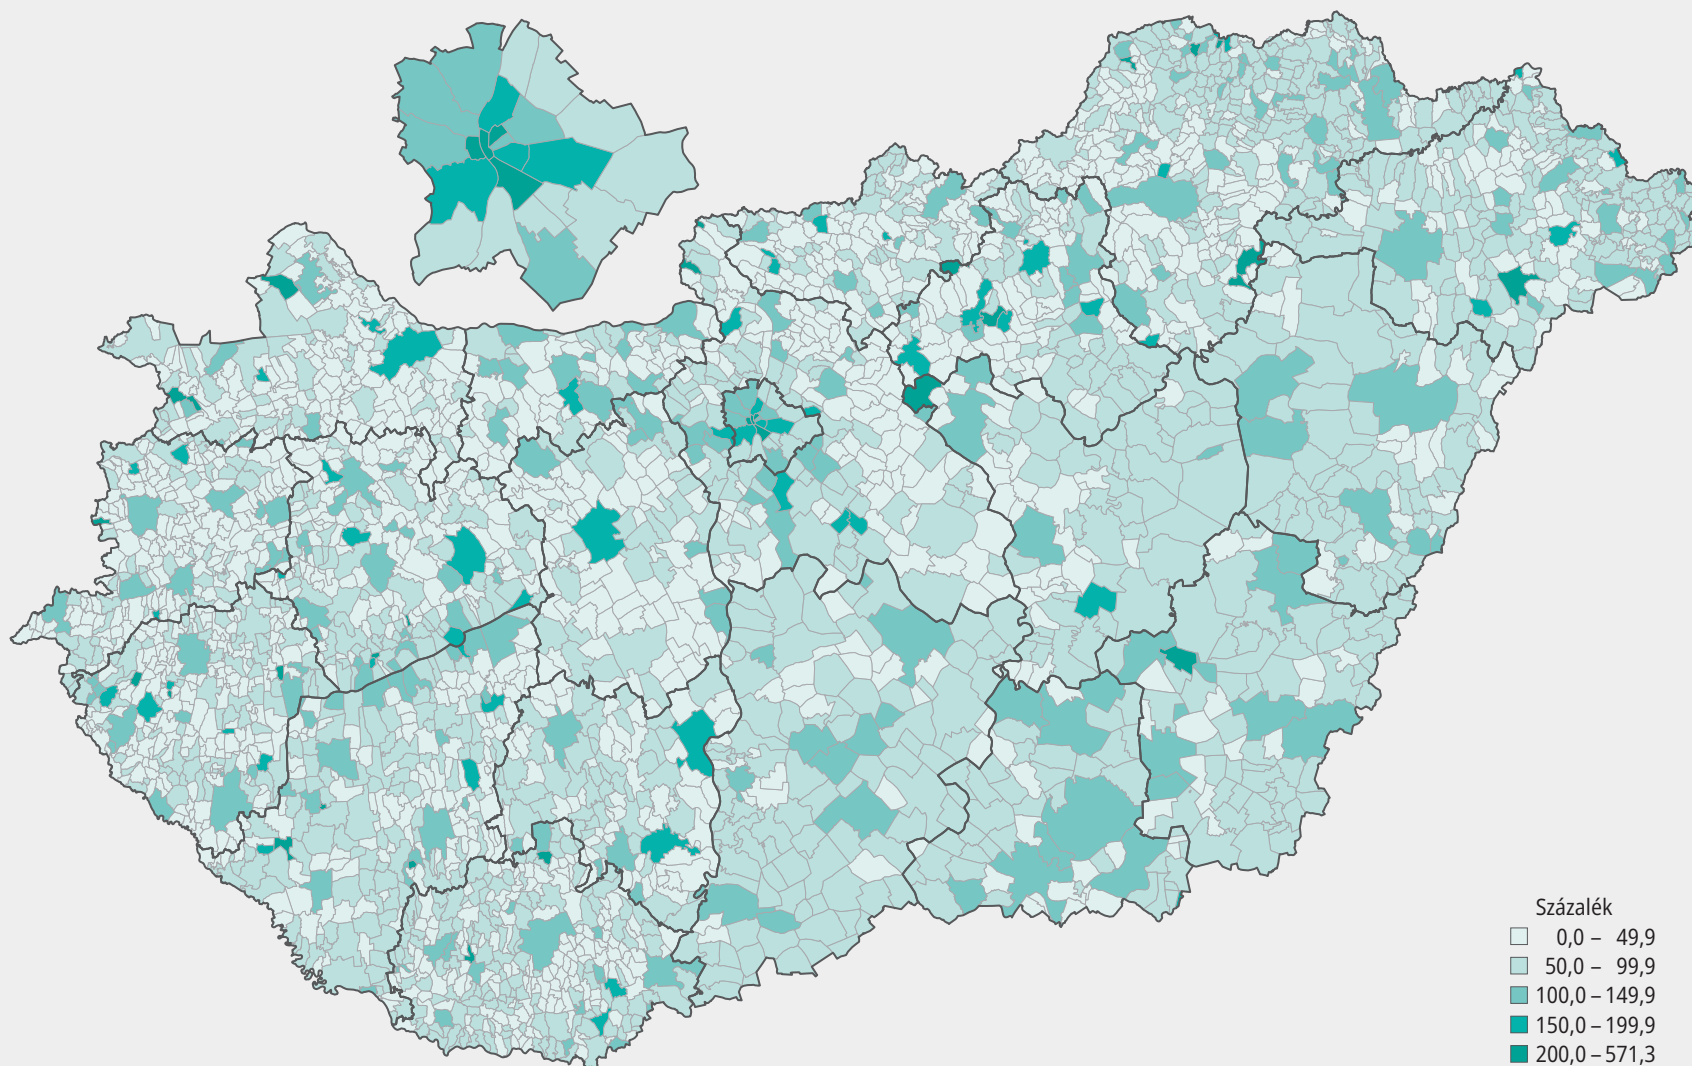 Százalék
0,0 – 49,9
50,0 – 99,9
100,0 – 149,9
150,0 – 199,9
200,0 – 571,3